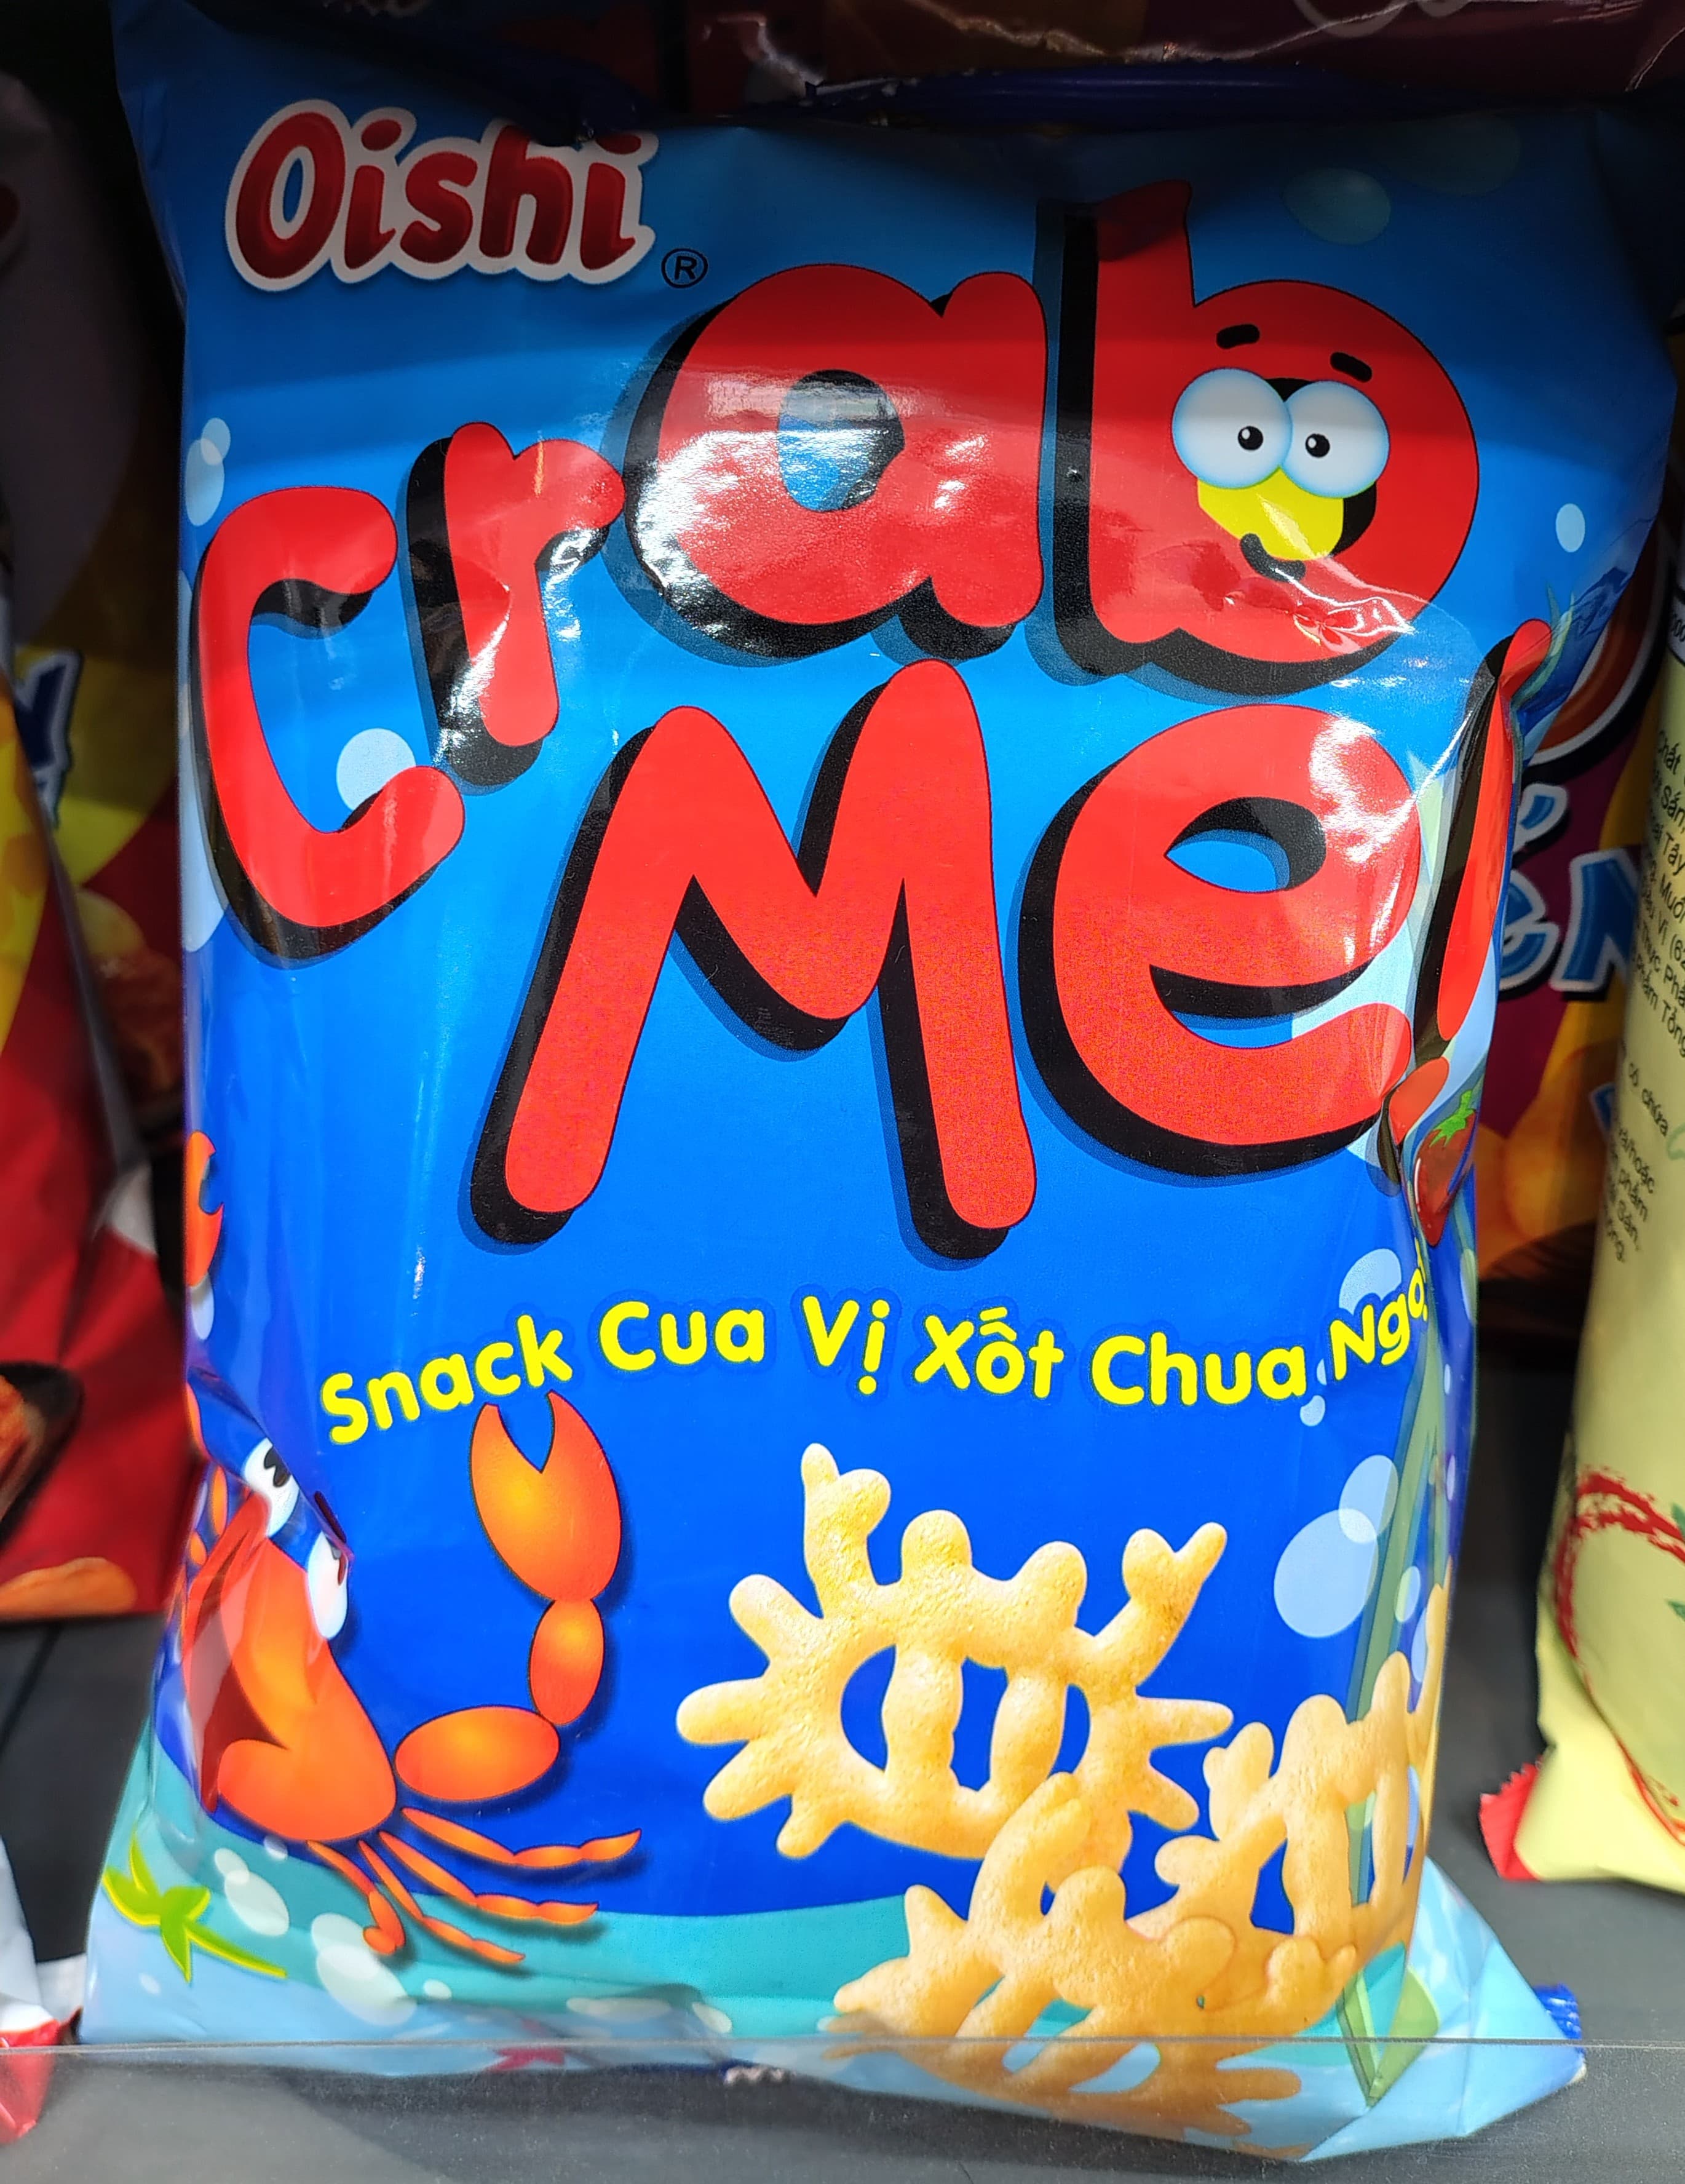 Oishi®
Crab
Me!
Snack Cua Vị Xốt Chua